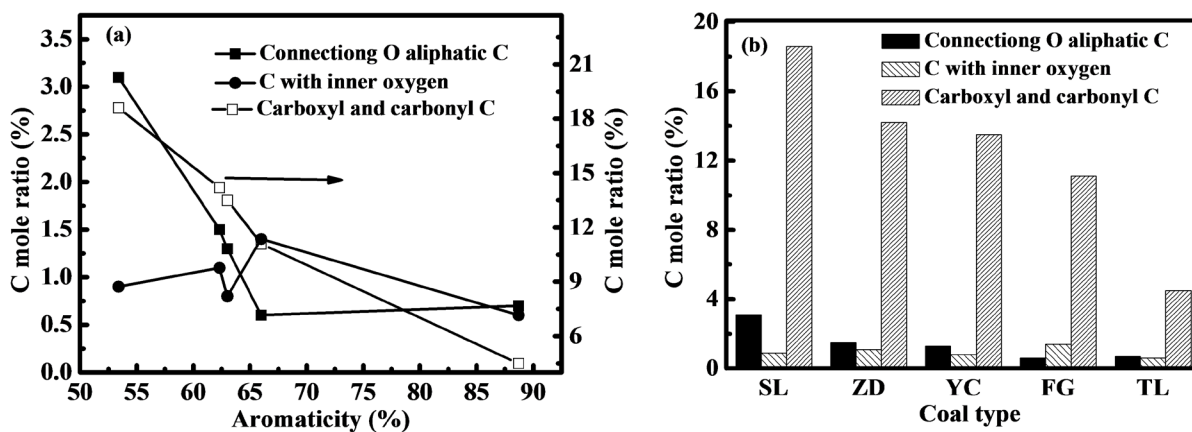 (a)
Connectiong O aliphatic C
C with inner oxygen
Carboxyl and carbonyl C
C mole ratio (%)
3.5
3.0
2.5
2.0
1.5
1.0
0.5
0.0
21
18
15
12
9
6
C mole ratio (%)
50 55 60 65 70 75 80 85 90
Aromaticity (%)
(b)
Connectiong O aliphatic C
C with inner oxygen
Carboxyl and carbonyl C
C mole ratio (%)
20
16
12
8
4
0
SL ZD YC FG TL
Coal type